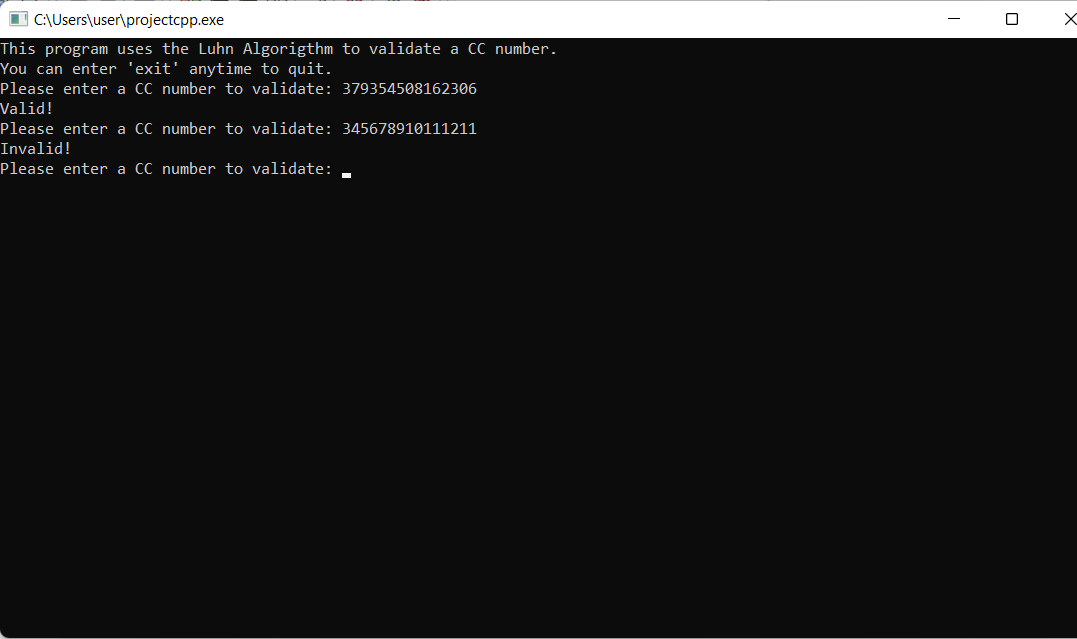 C:\Users\user\projectcpp.exe
This program uses the Luhn Algorigthm to validate a CC number.
You can enter 'exit' anytime to quit.
Please enter a CC number to validate: 379354508162306
Valid!
Please enter a CC number to validate: 345678910111211
Invalid!
Please enter a CC number to validate: